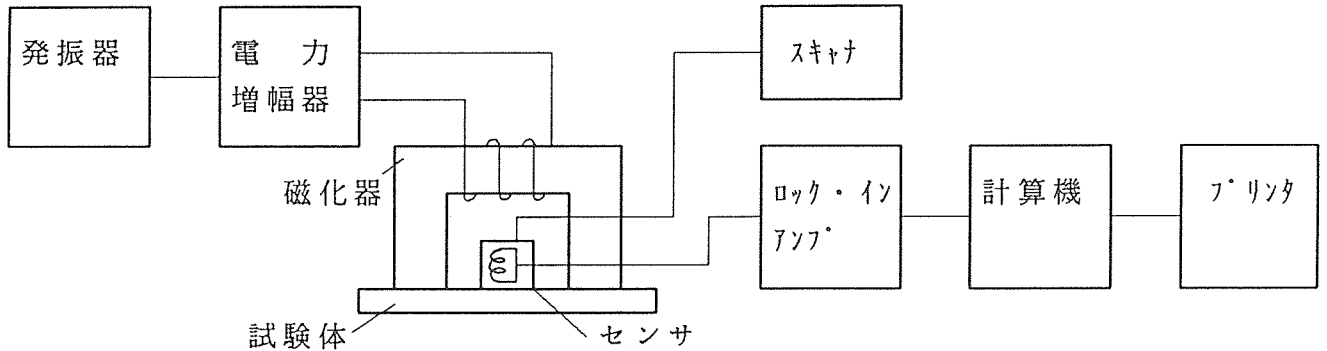 発振器
電　力
増幅器
スキャナ
磁化器
ロック・イン
アンプ
計算機
プリンタ
試験体
センサ